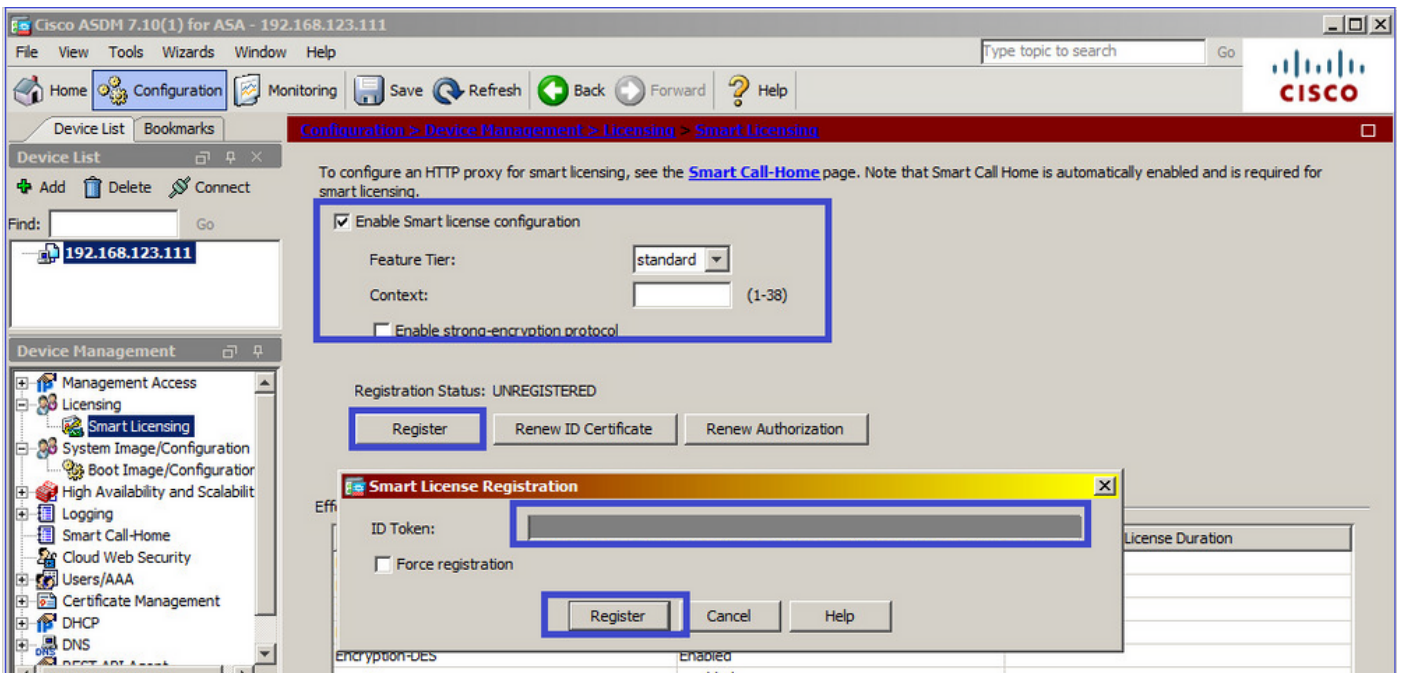 Cisco ASDM 7.10(1) for ASA - 192.168.123.111
File View Tools Wizards Window Help
Type topic to search Go
Home Configuration Monitoring Save Refresh Back Forward Help
CISCO
Device List Bookmarks
Configuration > Device Management > Licensing > Smart Licensing
Device List
Add Delete Connect
Find: Go
192.168.123.111
To configure an HTTP proxy for smart licensing, see the Smart Call-Home page. Note that Smart Call Home is automatically enabled and is required for
smart licensing.
Enable Smart license configuration
Feature Tier: standard
Context: (1-38)
Enable strong-encryption protocol
Device Management
Management Access
Licensing
Smart Licensing
System Image/Configuration
Boot Image/Configuration
High Availability and Scalabilit
Logging
Smart Call-Home
Cloud Web Security
Users/AAA
Certificate Management
DHCP
DNS
REST API Agent
Registration Status: UNREGISTERED
Register Renew ID Certificate Renew Authorization
Effe
License Duration
Smart License Registration
ID Token:
Force registration
Register Cancel Help
Encryption-DES Enabled